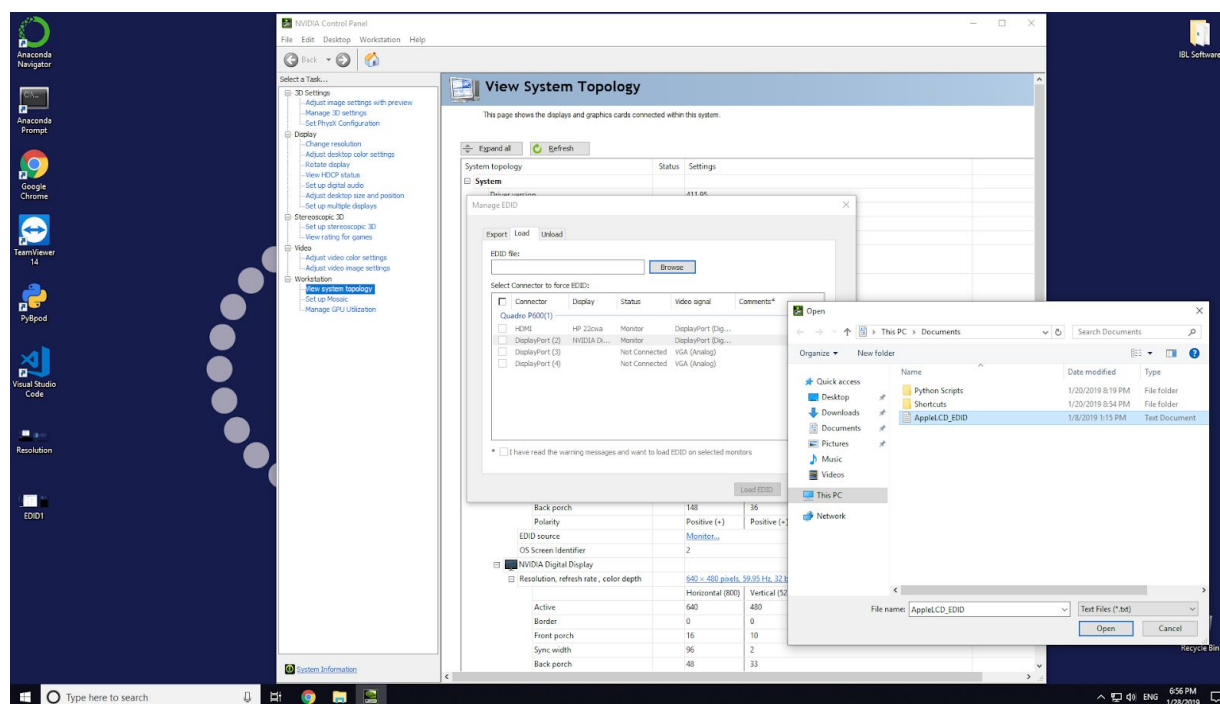 Anaconda
Navigator
Anaconda
Prompt
Google
Chrome
TeamViewer
14
PyBpod
Visual Studio
Code
Resolution
EDID1
NVIDIA Control Panel
File Edit Desktop Workstation Help
Back
Select a Task...
3D Settings
Adjust image settings with preview
Manage 3D settings
Set PhysX Configuration
Display
Change resolution
Adjust desktop color settings
Rotate display
View HDCP status
Set up digital audio
Adjust desktop size and position
Set up multiple displays
Stereoscopic 3D
Set up stereoscopic 3D
View rating for games
Video
Adjust video color settings
Adjust video image settings
Workstation
View system topology
Set up Mosaic
Manage GPU Utilization
System Information
View System Topology
This page shows the displays and graphics cards connected within this system.
Expand all Refresh
System topology Status Settings
System
Driver version 411.95
Manage EDID
Export Load Unload
EDID file:
Browse
Select Connector to force EDID:
Connector Display Status Video signal Comments*
Quadro P600(1)
HDMI HP 22cwa Monitor DisplayPort (Dig...
DisplayPort (2) NVIDIA Di... Monitor DisplayPort (Dig...
DisplayPort (3) Not Connected VGA (Analog)
DisplayPort (4) Not Connected VGA (Analog)
* I have read the warning messages and want to load EDID on selected monitors
Load EDID
Back porch 148 36
Polarity Positive (+) Positive (+)
EDID source Monitor...
OS Screen Identifier 2
NVIDIA Digital Display
Resolution, refresh rate, color depth 640 × 480 pixels, 59.95 Hz, 32 b
Horizontal (800) Vertical (52
Active 640 480
Border 0 0
Front porch 16 10
Sync width 96 2
Back porch 48 33
Open
This PC > Documents Search Documents
Organize New folder
Quick access
Desktop
Downloads
Documents
Pictures
Music
Videos
This PC
Network
Name Date modified Type
Python Scripts 1/20/2019 8:19 PM File folder
Shortcuts 1/20/2019 8:54 PM File folder
AppleLCD_EDID 1/8/2019 1:15 PM Text Document
File name: AppleLCD_EDID Text Files (*.txt)
Open Cancel
IBL Software
Recycle Bin
Type here to search
ENG
6:56 PM
1/28/2019